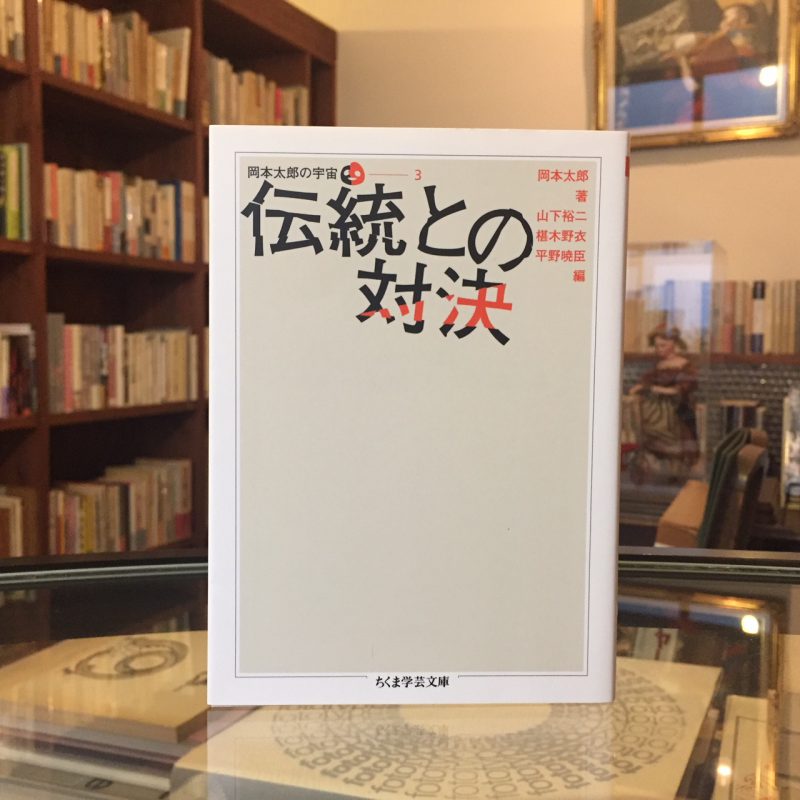 岡本太郎の宇宙 3
伝統との
対決
岡本太郎
著
山下裕二
椹木野衣
平野暁臣
編
ちくま学芸文庫